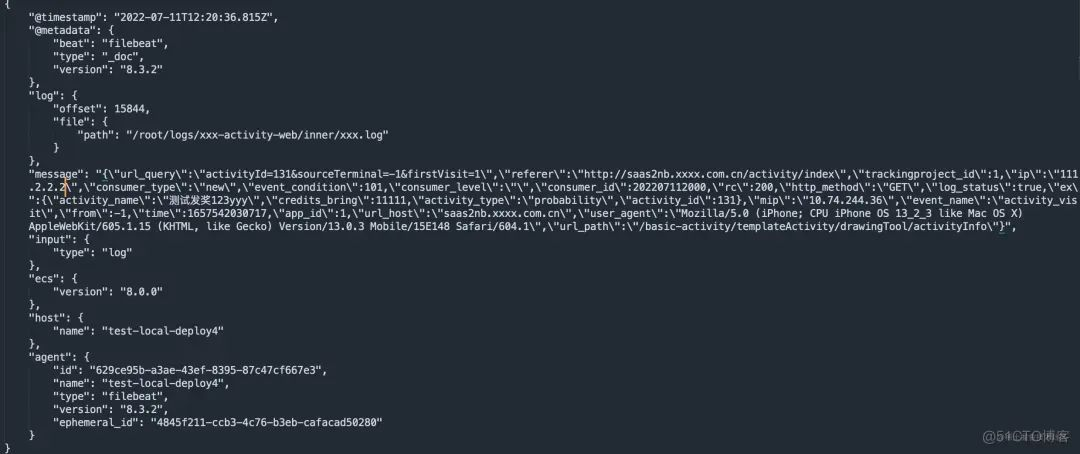 {
"@timestamp": "2022-07-11T12:20:36.815Z",
"@metadata": {
"beat": "filebeat",
"type": "_doc",
"version": "8.3.2"
},
"log": {
"offset": 15844,
"file": {
"path": "/root/logs/xxx-activity-web/inner/xxx.log"
}
},
"message": "{\"url_query\":\"activityId=131&sourceTerminal=-1&firstVisit=1\",\"referer\":\"http://saas2nb.xxxx.com.cn/activity/index\",\"trackingproject_id\":1,\"ip\":\"111
.2.2.2\",\"consumer_type\":\"new\",\"event_condition\":101,\"consumer_level\":\"\",\"consumer_id\":202207112000,\"rc\":200,\"http_method\":\"GET\",\"log_status\":true,\"ex\
":{\"activity_name\":\"测试发奖123yyy\",\"credits_bring\":11111,\"activity_type\":\"probability\",\"activity_id\":131},\"mip\":\"10.74.244.36\",\"event_name\":\"activity_vis
it\",\"from\":-1,\"time\":1657542030717,\"app_id\":1,\"url_host\":\"saas2nb.xxxx.com.cn\",\"user_agent\":\"Mozilla/5.0 (iPhone; CPU iPhone OS 13_2_3 like Mac OS X)
AppleWebKit/605.1.15 (KHTML, like Gecko) Version/13.0.3 Mobile/15E148 Safari/604.1\",\"url_path\":\"/basic-activity/templateActivity/drawingTool/activityInfo\"}",
"input": {
"type": "log"
},
"ecs": {
"version": "8.0.0"
},
"host": {
"name": "test-local-deploy4"
},
"agent": {
"id": "629ce95b-a3ae-43ef-8395-87c47cf667e3",
"name": "test-local-deploy4",
"type": "filebeat",
"version": "8.3.2",
"ephemeral_id": "4845f211-ccb3-4c76-b3eb-cafacad50280"
}
}
@51CTO博客